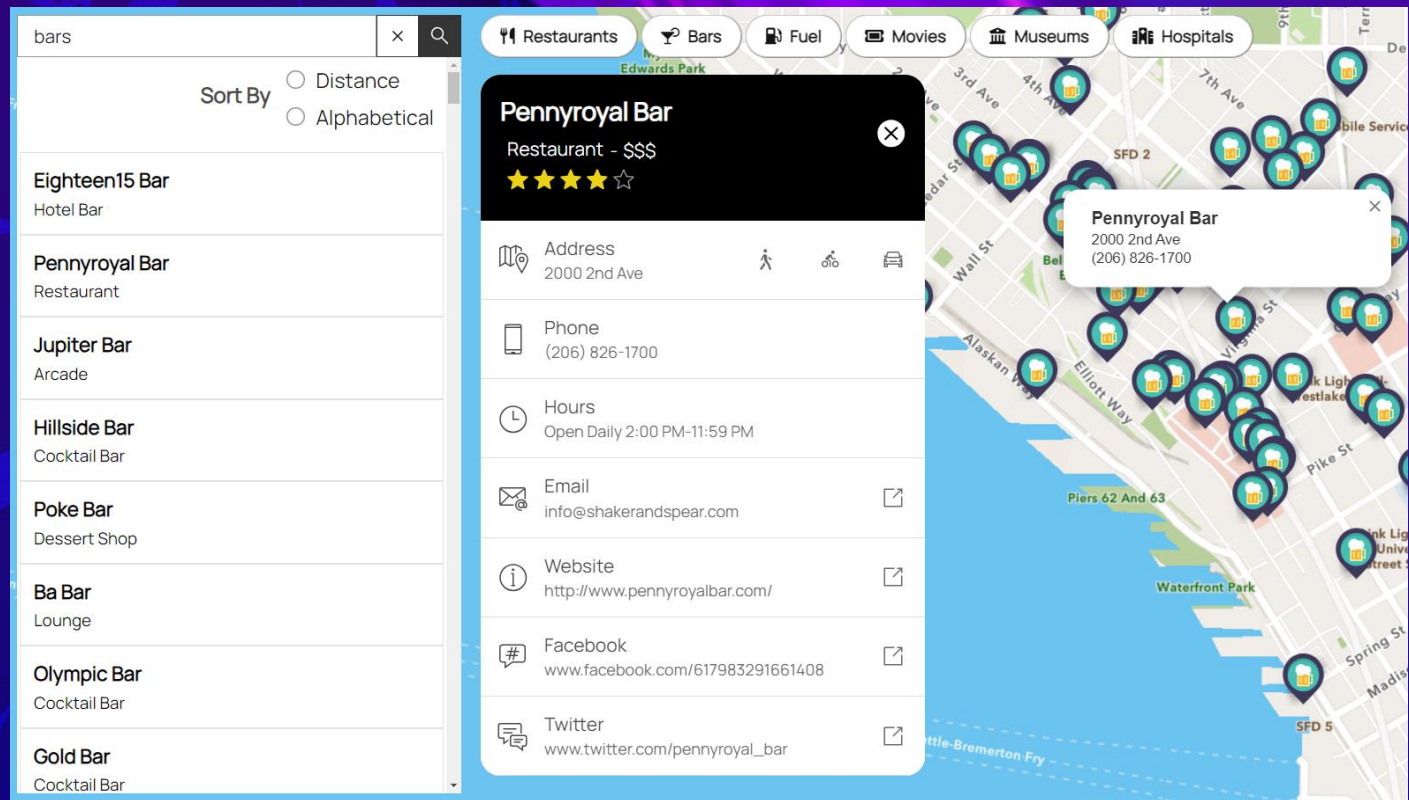 bars
Sort By
Distance
Alphabetical
Eighteen15 Bar
Hotel Bar
Pennyroyal Bar
Restaurant
Jupiter Bar
Arcade
Hillside Bar
Cocktail Bar
Poke Bar
Dessert Shop
Ba Bar
Lounge
Olympic Bar
Cocktail Bar
Gold Bar
Cocktail Bar
Restaurants
Bars
Fuel
Movies
Museums
Hospitals
Pennyroyal Bar
Restaurant - $$$
Address
2000 2nd Ave
Phone
(206) 826-1700
Hours
Open Daily 2:00 PM-11:59 PM
Email
info@shakerandspear.com
Website
http://www.pennyroyalbar.com/
Facebook
www.facebook.com/617983291661408
Twitter
www.twitter.com/pennyroyal_bar
Edwards Park
3rd Ave
4th Ave
7th Ave
9th
SFD 2
Pennyroyal Bar
2000 2nd Ave
(206) 826-1700
Wall St
Virginia St
Alaskan Way
Elliott Way
Pike St
Piers 62 And 63
Waterfront Park
Spring St
SFD 5